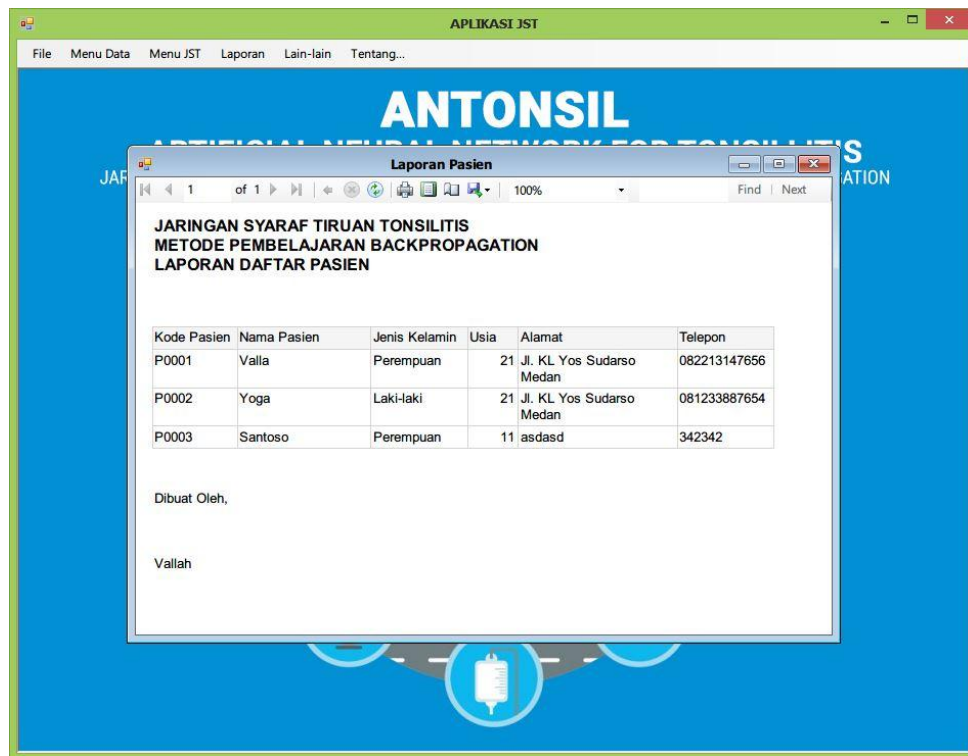 APLIKASI JST
File Menu Data Menu JST Laporan Lain-lain Tentang...
ANTONSIL
Laporan Pasien
1 of 1 100% Find Next
JARINGAN SYARAF TIRUAN TONSILITIS
METODE PEMBELAJARAN BACKPROPAGATION
LAPORAN DAFTAR PASIEN
Kode Pasien Nama Pasien Jenis Kelamin Usia Alamat Telepon
P0001 Valla Perempuan 21 Jl. KL Yos Sudarso 082213147656
Medan
P0002 Yoga Laki-laki 21 Jl. KL Yos Sudarso 081233887654
Medan
P0003 Santoso Perempuan 11 asdasd 342342
Dibuat Oleh,
Vallah